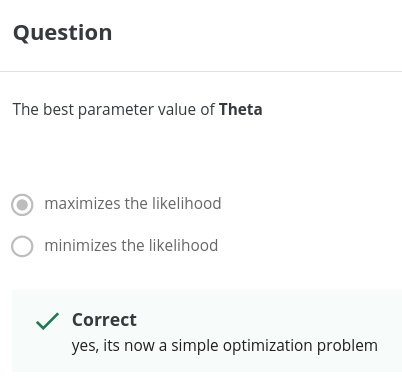 Question
The best parameter value of Theta
maximizes the likelihood
minimizes the likelihood
Correct
yes, its now a simple optimization problem